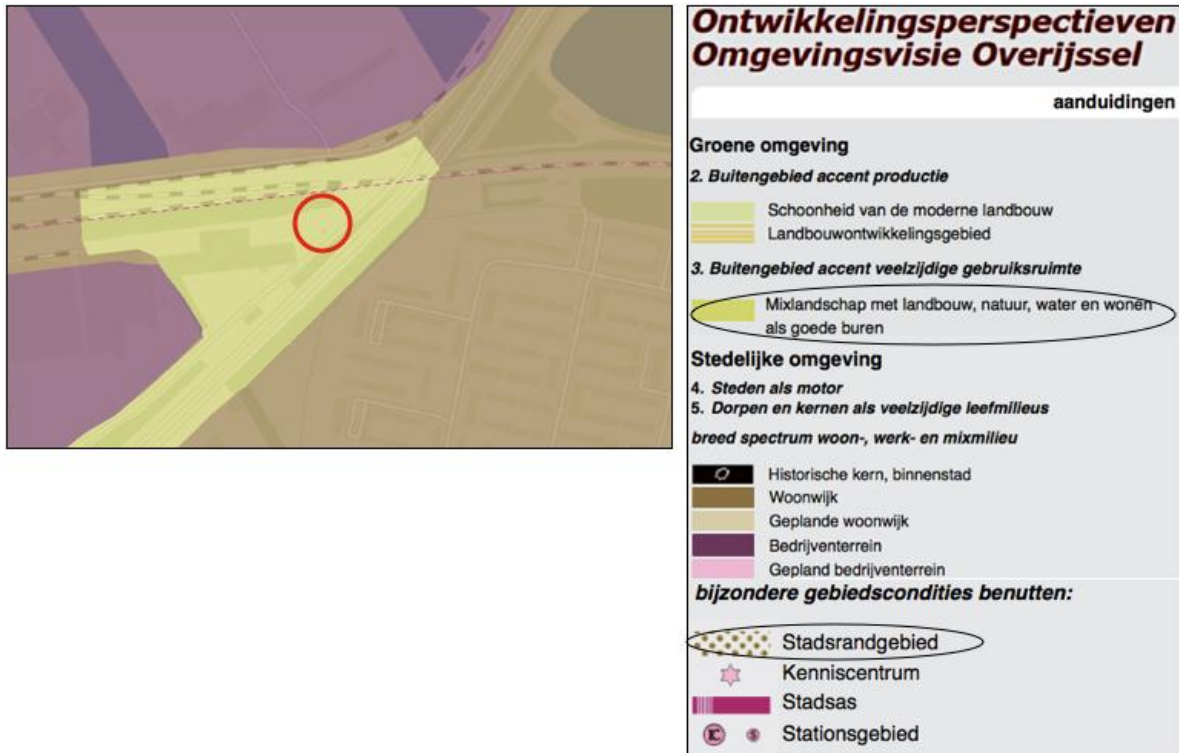 Ontwikkelingsperspectieven
Omgevingsvisie Overijssel
aanduidingen
Groene omgeving
2. Buitengebied accent productie
Schoonheid van de moderne landbouw
Landbouwontwikkelingsgebied
3. Buitengebied accent veelzijdige gebruiksruimte
Mixlandschap met landbouw, natuur, water en wonen
als goede buren
Stedelijke omgeving
4. Steden als motor
5. Dorpen en kernen als veelzijdige leefmilieus
breed spectrum woon-, werk- en mixmilieu
Historische kern, binnenstad
Woonwijk
Geplande woonwijk
Bedrijventerrein
Gepland bedrijventerrein
bijzondere gebiedscondities benutten:
Stadsrandgebied
Kenniscentrum
Stadsas
Stationsgebied